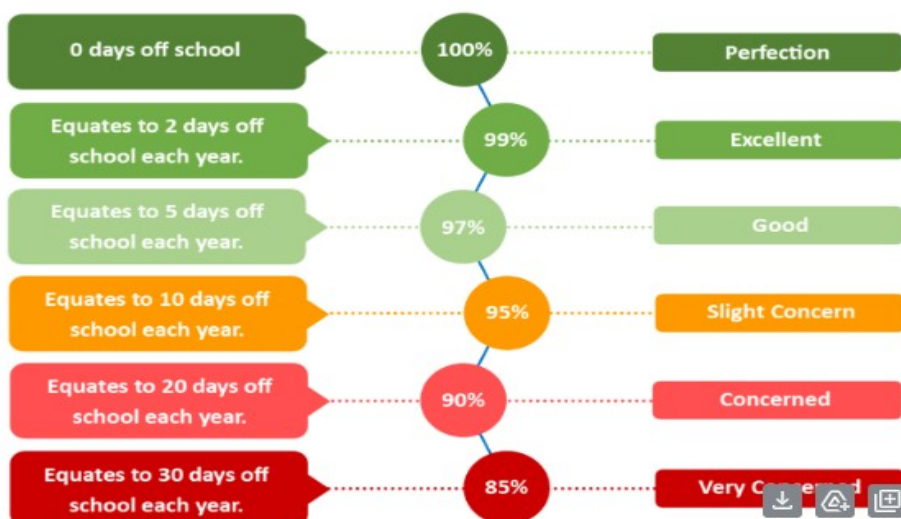 0 days off school
100%
Perfection
Equates to 2 days off
school each year.
99%
Excellent
Equates to 5 days off
school each year.
97%
Good
Equates to 10 days off
school each year.
95%
Slight Concern
Equates to 20 days off
school each year.
90%
Concerned
Equates to 30 days off
school each year.
85%
Very Concerned